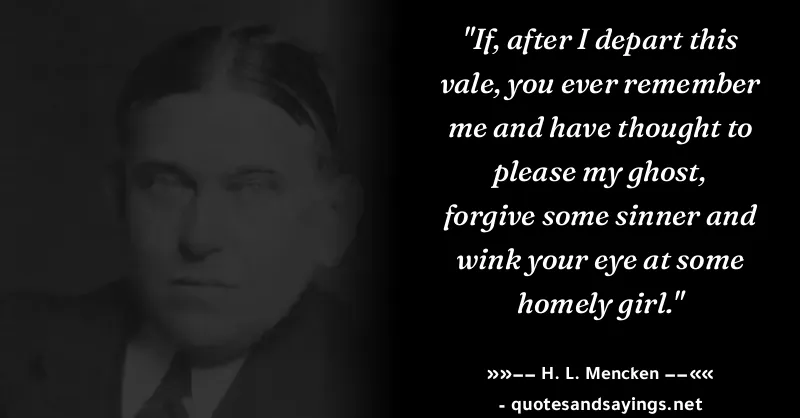 "If, after I depart this
vale, you ever remember
me and have thought to
please my ghost,
forgive some sinner and
wink your eye at some
homely girl."
»»–– H. L. Mencken ––««
- quotesandsayings.net